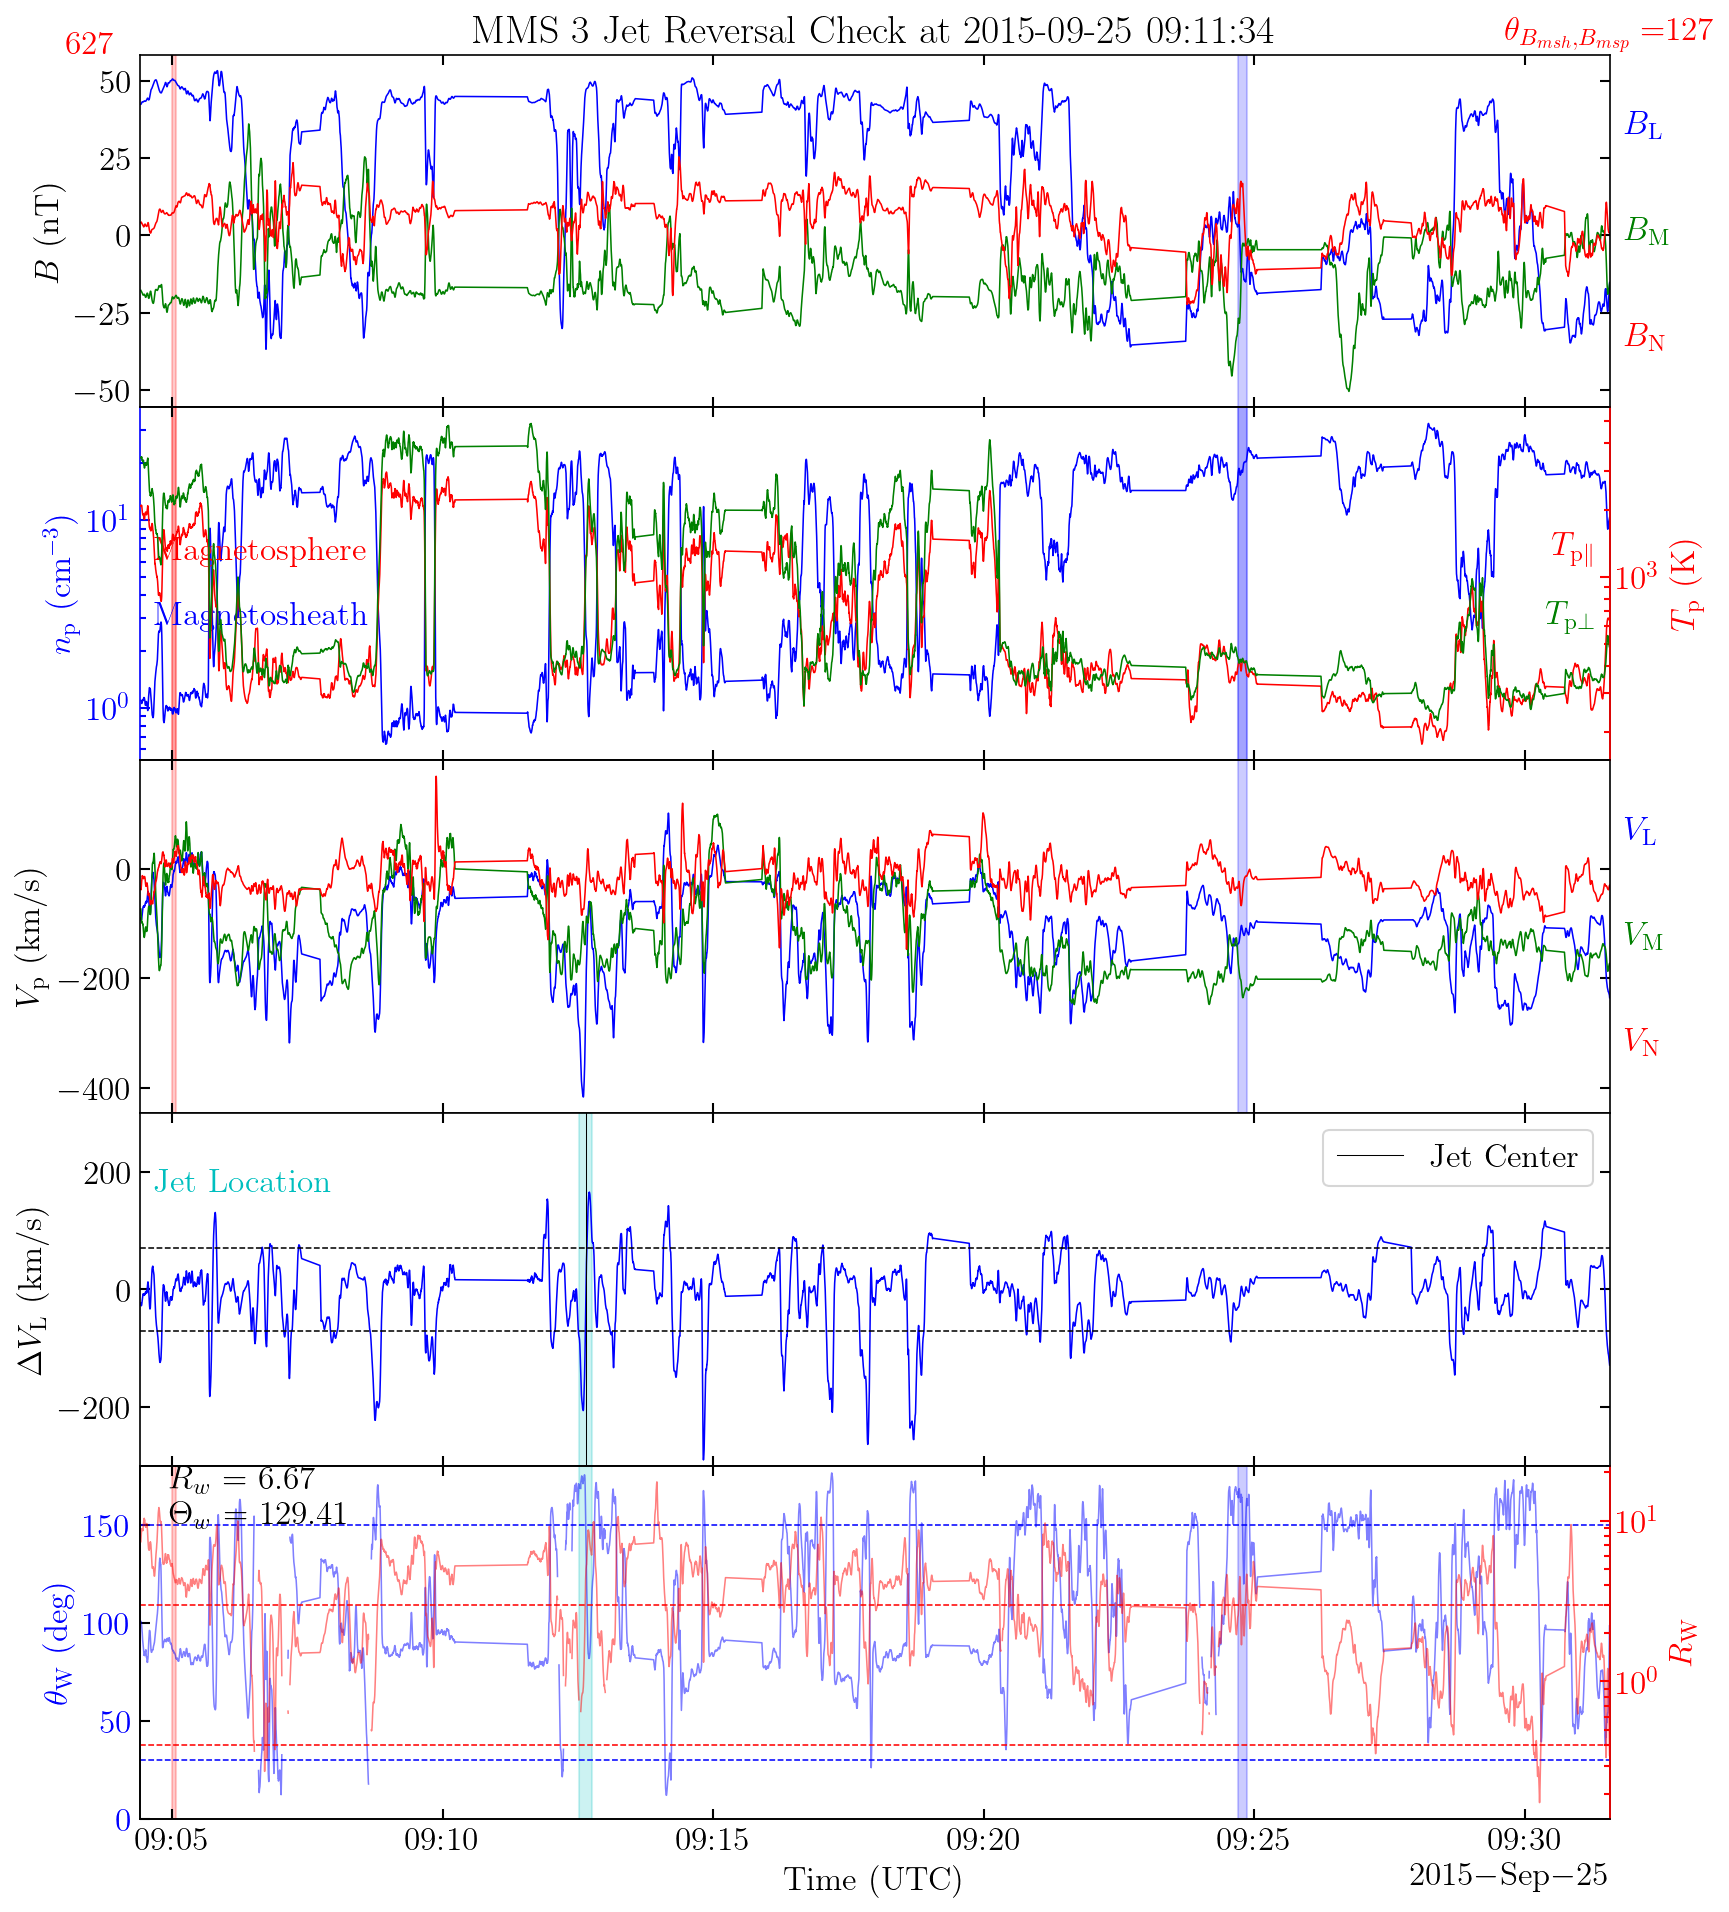 MMS 3 Jet Reversal Check at 2015-09-25 09:11:34
627
θ_{B_{msh},B_{msp}} =127
50
25
0
−25
−50
B (nT)
B_L
B_M
B_N
10^1
10^0
n_p (cm^{−3})
Magnetosphere
Magnetosheath
T_{p∥}
T_{p⊥}
10^3
T_p (K)
0
−200
−400
V_p (km/s)
V_L
V_M
V_N
200
0
−200
ΔV_L (km/s)
Jet Location
Jet Center
R_w = 6.67
Θ_w = 129.41
150
100
50
0
θ_W (deg)
10^1
10^0
R_W
09:05 09:10 09:15 09:20 09:25 09:30
Time (UTC)
2015−Sep−25